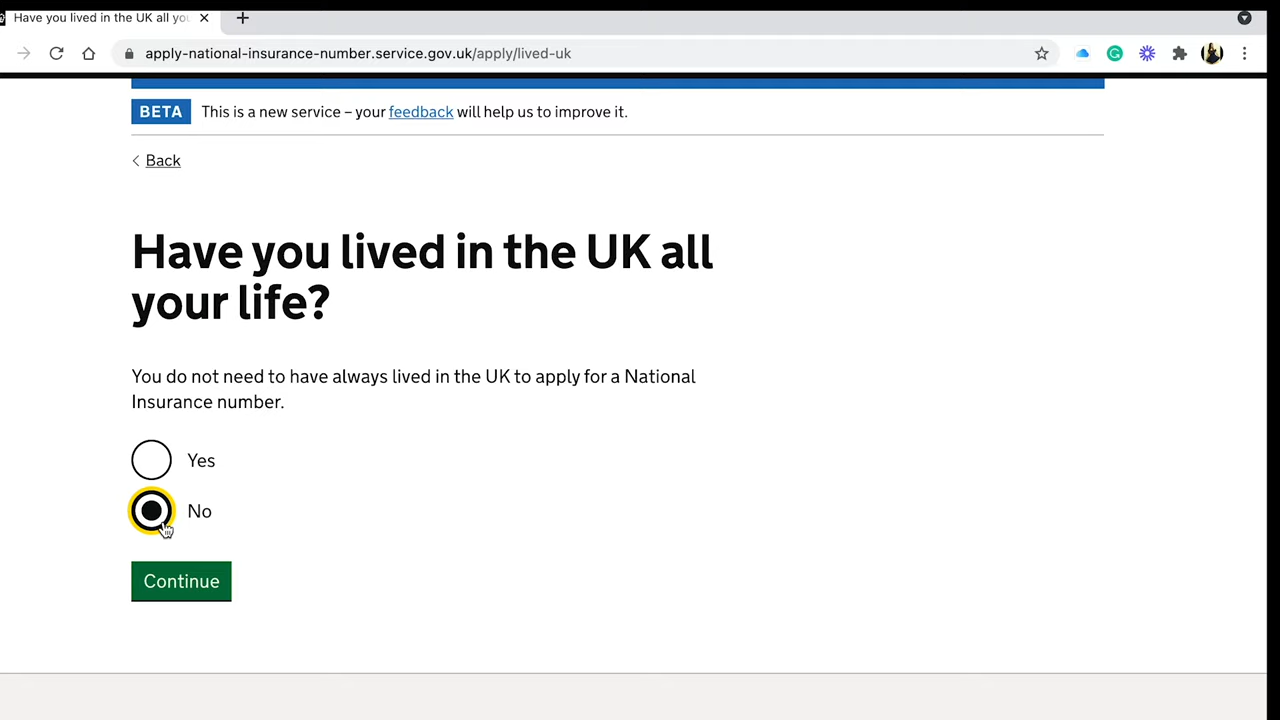 Have you lived in the UK all you
apply-national-insurance-number.service.gov.uk/apply/lived-uk
BETA This is a new service – your feedback will help us to improve it.
Back
Have you lived in the UK all
your life?
You do not need to have always lived in the UK to apply for a National
Insurance number.
Yes
No
Continue